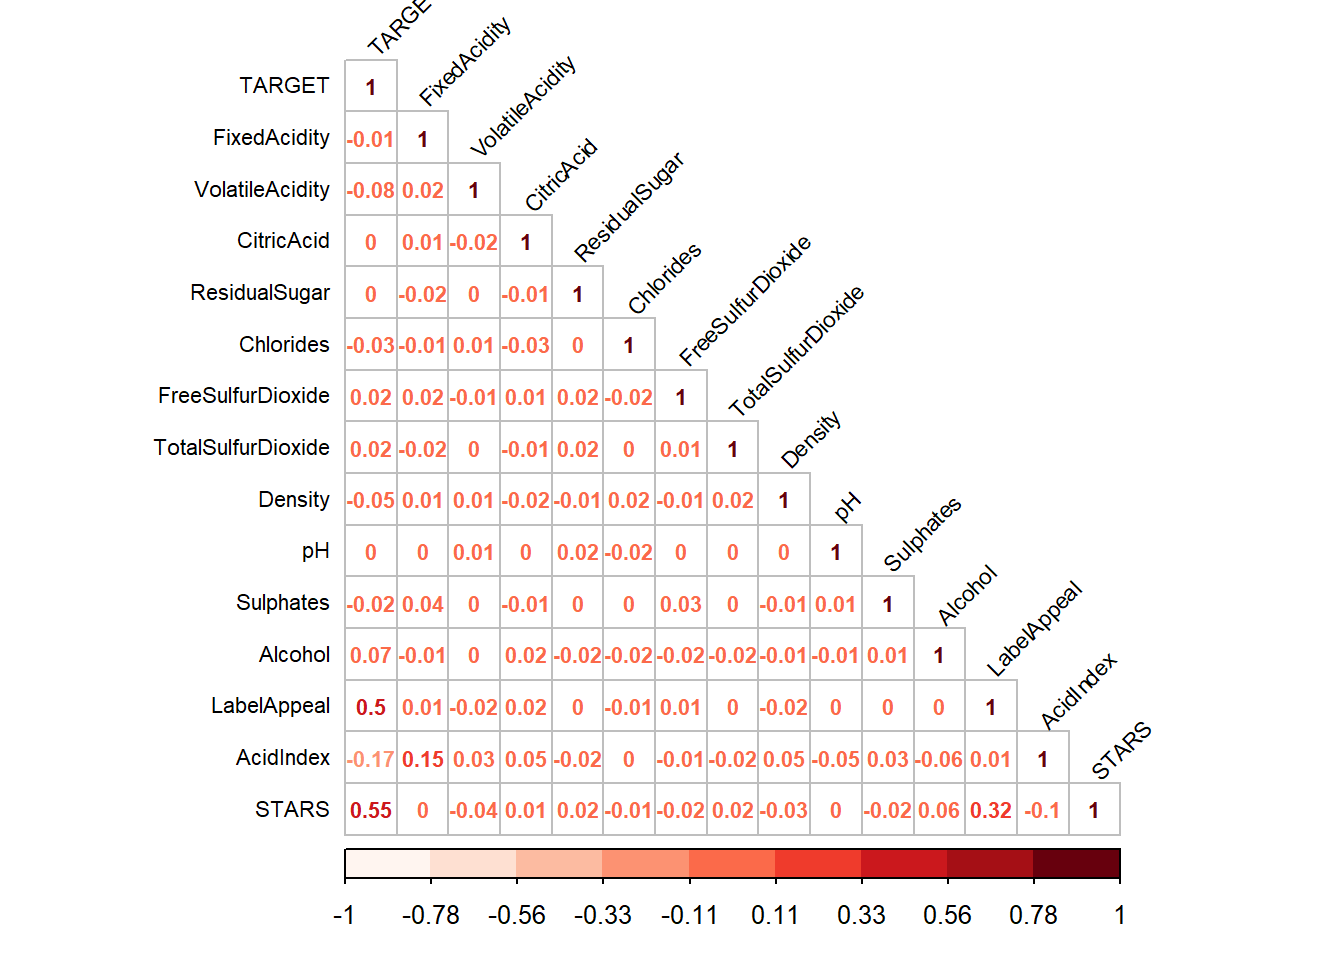 TARGE
FixedAcidity
VolatileAcidity
CitricAcid
ResidualSugar
Chlorides
FreeSulfurDioxide
TotalSulfurDioxide
Density
pH
Sulphates
Alcohol
LabelAppeal
AcidIndex
STARS
TARGET 1
FixedAcidity -0.01 1
VolatileAcidity -0.08 0.02 1
CitricAcid 0 0.01 -0.02 1
ResidualSugar 0 -0.02 0 -0.01 1
Chlorides -0.03 -0.01 0.01 -0.03 0 1
FreeSulfurDioxide 0.02 0.02 -0.01 0.01 0.02 -0.02 1
TotalSulfurDioxide 0.02 -0.02 0 -0.01 0.02 0 0.01 1
Density -0.05 0.01 0.01 -0.02 -0.01 0.02 -0.01 0.02 1
pH 0 0 0.01 0 0.02 -0.02 0 0 0 1
Sulphates -0.02 0.04 0 -0.01 0 0 0.03 0 -0.01 0.01 1
Alcohol 0.07 -0.01 0 0.02 -0.02 -0.02 -0.02 -0.02 -0.01 -0.01 0.01 1
LabelAppeal 0.5 0.01 -0.02 0.02 0 -0.01 0.01 0 -0.02 0 0 0 1
AcidIndex -0.17 0.15 0.03 0.05 -0.02 0 -0.01 -0.02 0.05 -0.05 0.03 -0.06 0.01 1
STARS 0.55 0 -0.04 0.01 0.02 -0.01 -0.02 0.02 -0.03 0 -0.02 0.06 0.32 -0.1 1
-1 -0.78 -0.56 -0.33 -0.11 0.11 0.33 0.56 0.78 1